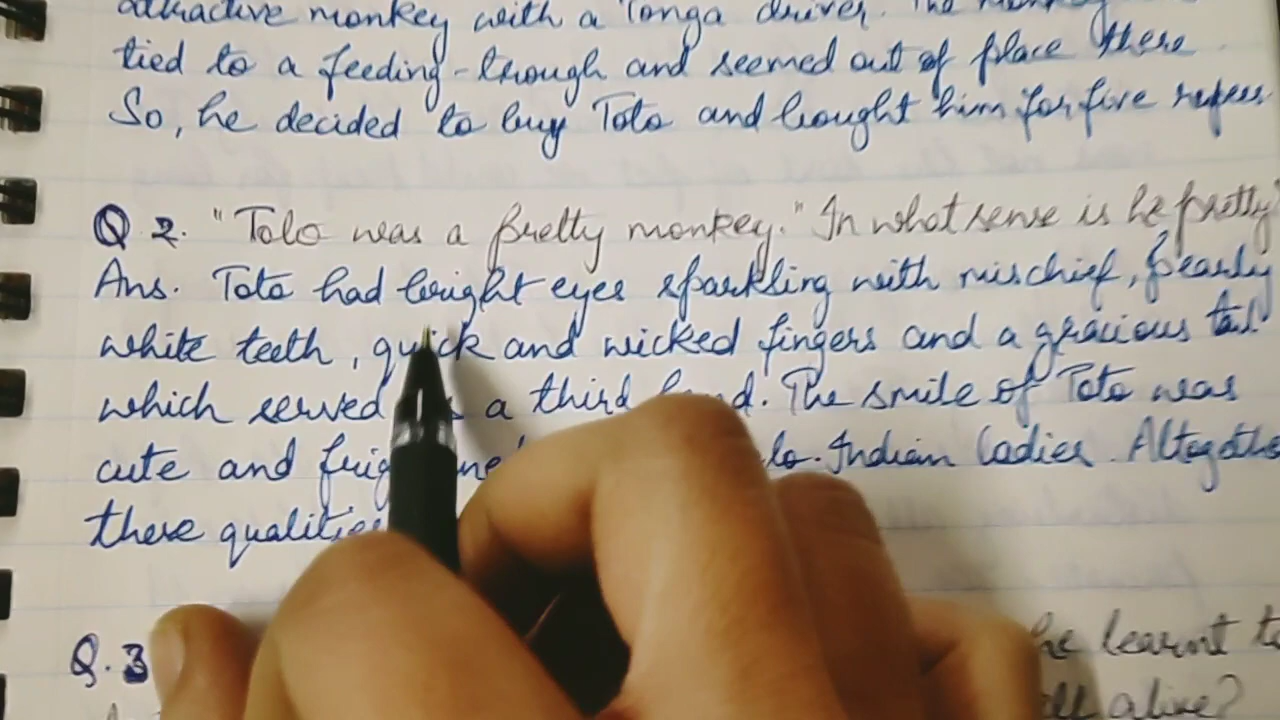 attractive monkey with a Tonga driver. The
tied to a feeding-trough and seemed out of place there.
So, he decided to buy Toto and bought him for five rupees
Q.2. "Toto was a pretty monkey." In what sense is he pretty
Ans. Toto had bright eyes sparkling with mischief, pearly
white teeth, quick and wicked fingers and a gracious tail
which served a third The smile of Toto was
cute and Indian ladies. Altogether
these qualities
Q.3 he learnt to
alive?